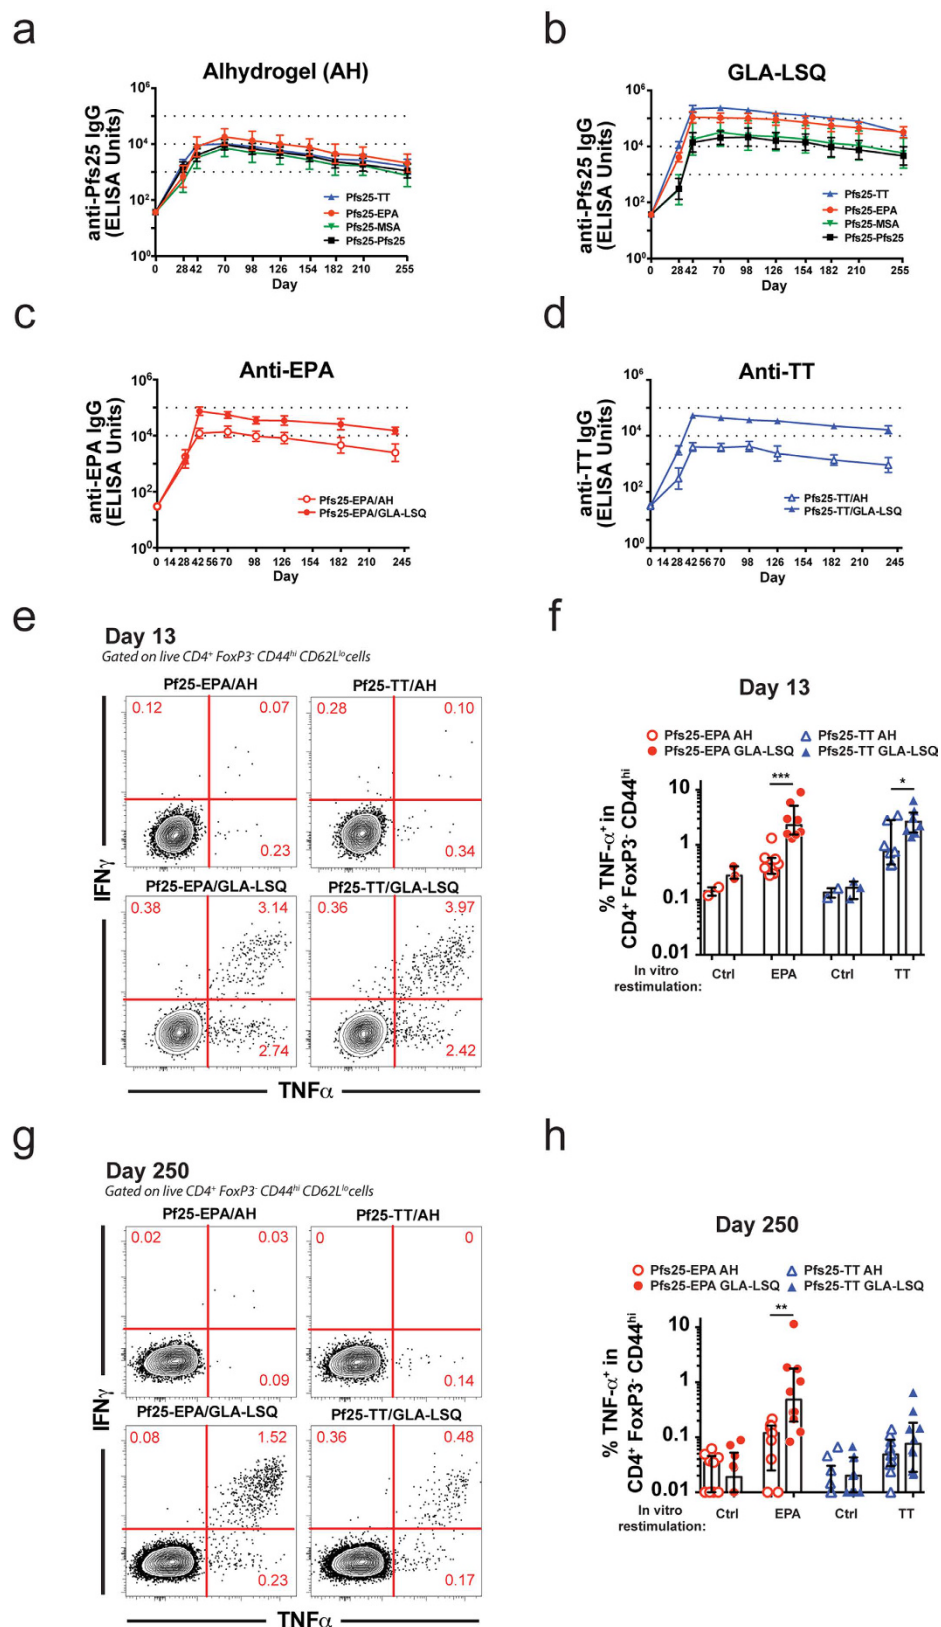 a
Alhydrogel (AH)
anti-Pfs25 IgG
(ELISA Units)
10⁶
10⁴
10²
10⁰
Pfs25-TT
Pfs25-EPA
Pfs25-MSA
Pfs25-Pfs25
0 28 42 70 98 126 154 182 210 255
Day
b
GLA-LSQ
anti-Pfs25 IgG
(ELISA Units)
10⁶
10⁴
10²
10⁰
Pfs25-TT
Pfs25-EPA
Pfs25-MSA
Pfs25-Pfs25
0 28 42 70 98 126 154 182 210 255
Day
c
Anti-EPA
anti-EPA IgG
(ELISA Units)
10⁶
10⁴
10²
10⁰
Pfs25-EPA/AH
Pfs25-EPA/GLA-LSQ
0 14 28 42 56 70 98 126 154 182 210 245
Day
d
Anti-TT
anti-TT IgG
(ELISA Units)
10⁶
10⁴
10²
10⁰
Pfs25-TT/AH
Pfs25-TT/GLA-LSQ
0 14 28 42 56 70 98 126 154 182 210 245
Day
e
Day 13
Gated on live CD4⁺ FoxP3⁻ CD44ʰⁱ CD62Lˡᵒcells
Pf25-EPA/AH
0.12 0.07
0.23
Pf25-TT/AH
0.28 0.10
0.34
Pf25-EPA/GLA-LSQ
0.38 3.14
2.74
Pf25-TT/GLA-LSQ
0.36 3.97
2.42
IFNγ
TNFα
f
Day 13
Pfs25-EPA AH
Pfs25-TT AH
Pfs25-EPA GLA-LSQ
Pfs25-TT GLA-LSQ
% TNF-α⁺ in
CD4⁺ FoxP3⁻ CD44ʰⁱ
10
1
0.1
0.01
***
*
In vitro
restimulation:
Ctrl EPA Ctrl TT
g
Day 250
Gated on live CD4⁺ FoxP3⁻ CD44ʰⁱ CD62Lˡᵒcells
Pf25-EPA/AH
0.02 0.03
0.09
Pf25-TT/AH
0 0
0.14
Pf25-EPA/GLA-LSQ
0.08 1.52
0.23
Pf25-TT/GLA-LSQ
0.36 0.48
0.17
IFNγ
TNFα
h
Day 250
Pfs25-EPA AH
Pfs25-TT AH
Pfs25-EPA GLA-LSQ
Pfs25-TT GLA-LSQ
% TNF-α⁺ in
CD4⁺ FoxP3⁻ CD44ʰⁱ
10
1
0.1
0.01
**
In vitro
restimulation:
Ctrl EPA Ctrl TT